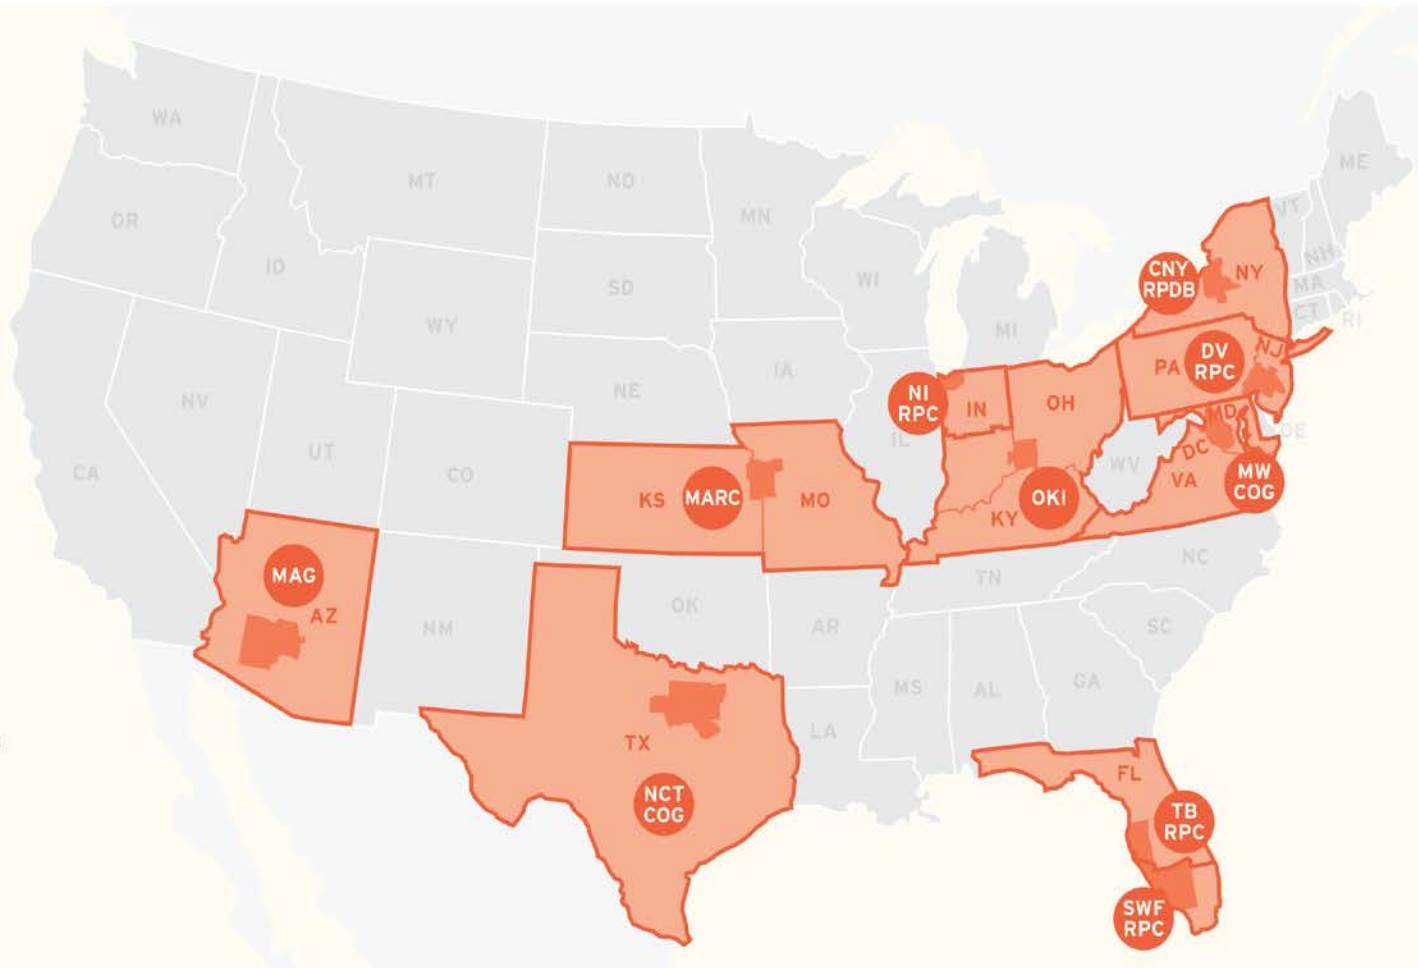 WA
ME
MT
ND
OR
MN
VT
NH
ID
SD
WI
CNY
RPDB
NY
MA
CT
RI
WY
MI
NJ
DV
RPC
PA
IA
NE
NV
NI
RPC
IN
OH
MD
DE
IL
UT
CO
CA
DC
WV
VA
MW
COG
KS
MARC
MO
OKI
KY
NC
TN
MAG
AZ
OK
NM
AR
SC
MS
AL
GA
TX
LA
FL
NCT
COG
TB
RPC
SWF
RPC